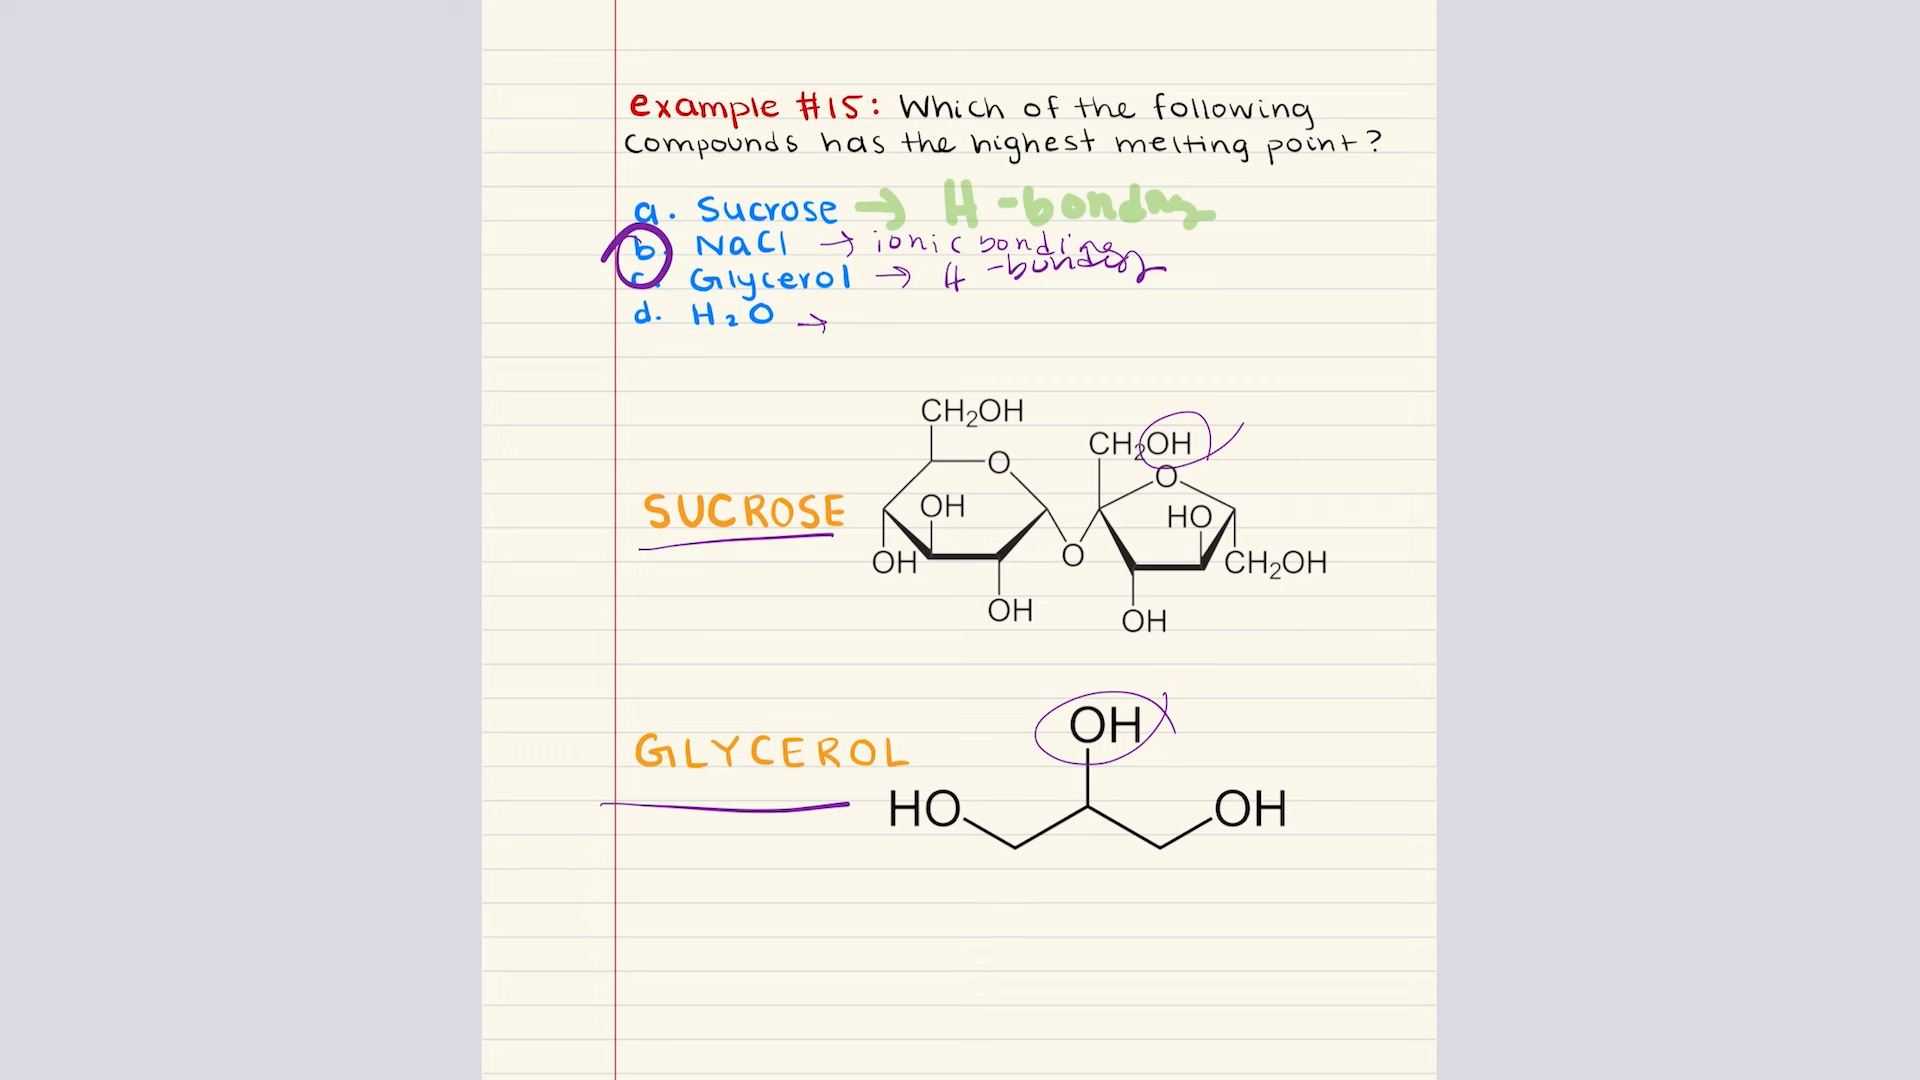 example #15: Which of the following
compounds has the highest melting point?
a. Sucrose → H-bonding
b. NaCl → ionic bonding
c. Glycerol → H-bonding
d. H₂O →
CH₂OH
CH₂OH
O
O
SUCROSE
OH
HO
O
OH
CH₂OH
OH
OH
OH
GLYCEROL
HO
OH